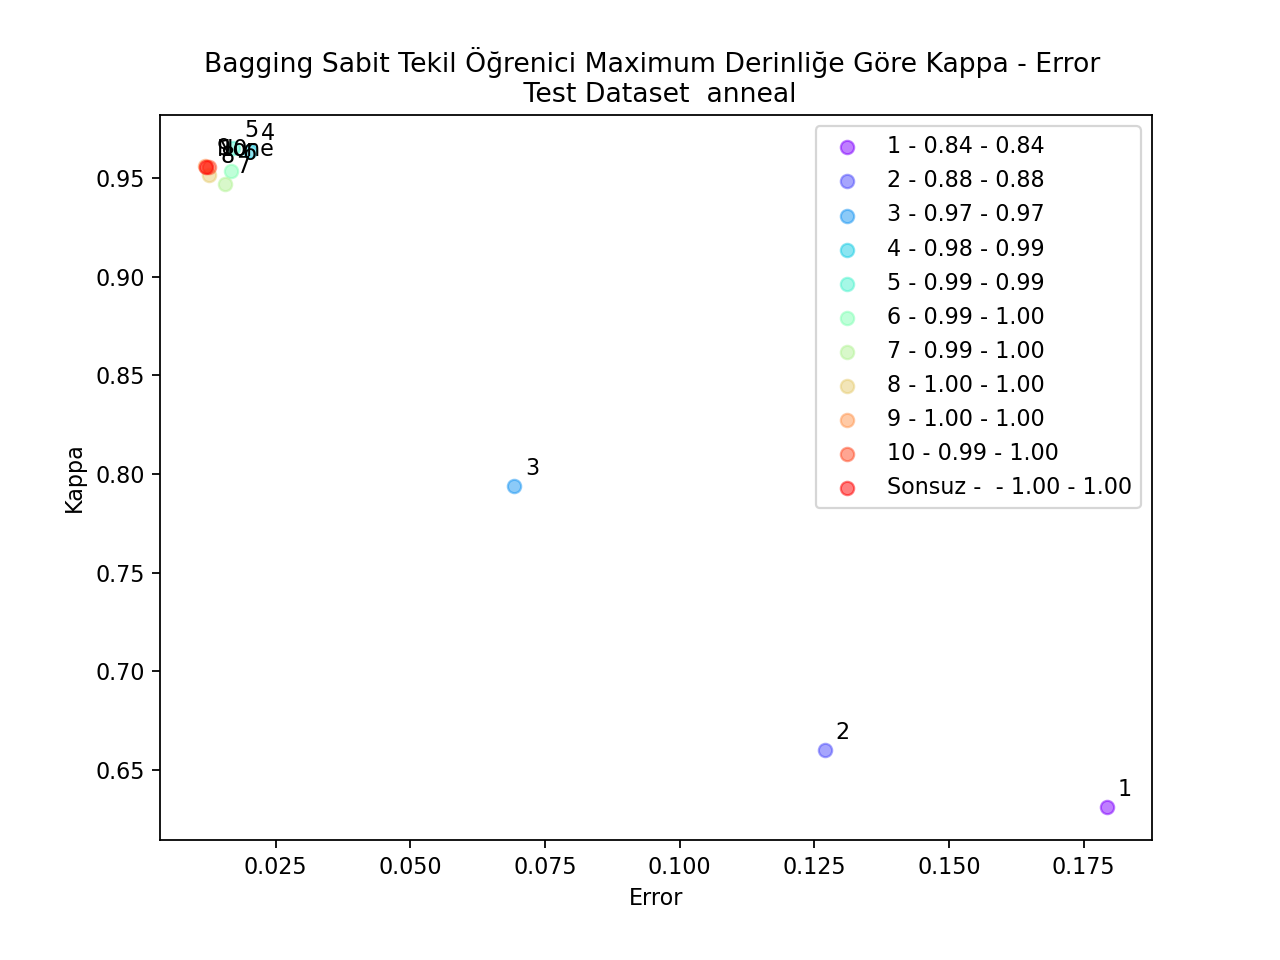 Bagging Sabit Tekil Öğrenici Maximum Derinliğe Göre Kappa - Error
Test Dataset  anneal
Kappa
0.95
0.90
0.85
0.80
0.75
0.70
0.65
5
4
8
7
3
2
1
1 - 0.84 - 0.84
2 - 0.88 - 0.88
3 - 0.97 - 0.97
4 - 0.98 - 0.99
5 - 0.99 - 0.99
6 - 0.99 - 1.00
7 - 0.99 - 1.00
8 - 1.00 - 1.00
9 - 1.00 - 1.00
10 - 0.99 - 1.00
Sonsuz -  - 1.00 - 1.00
0.025 0.050 0.075 0.100 0.125 0.150 0.175
Error